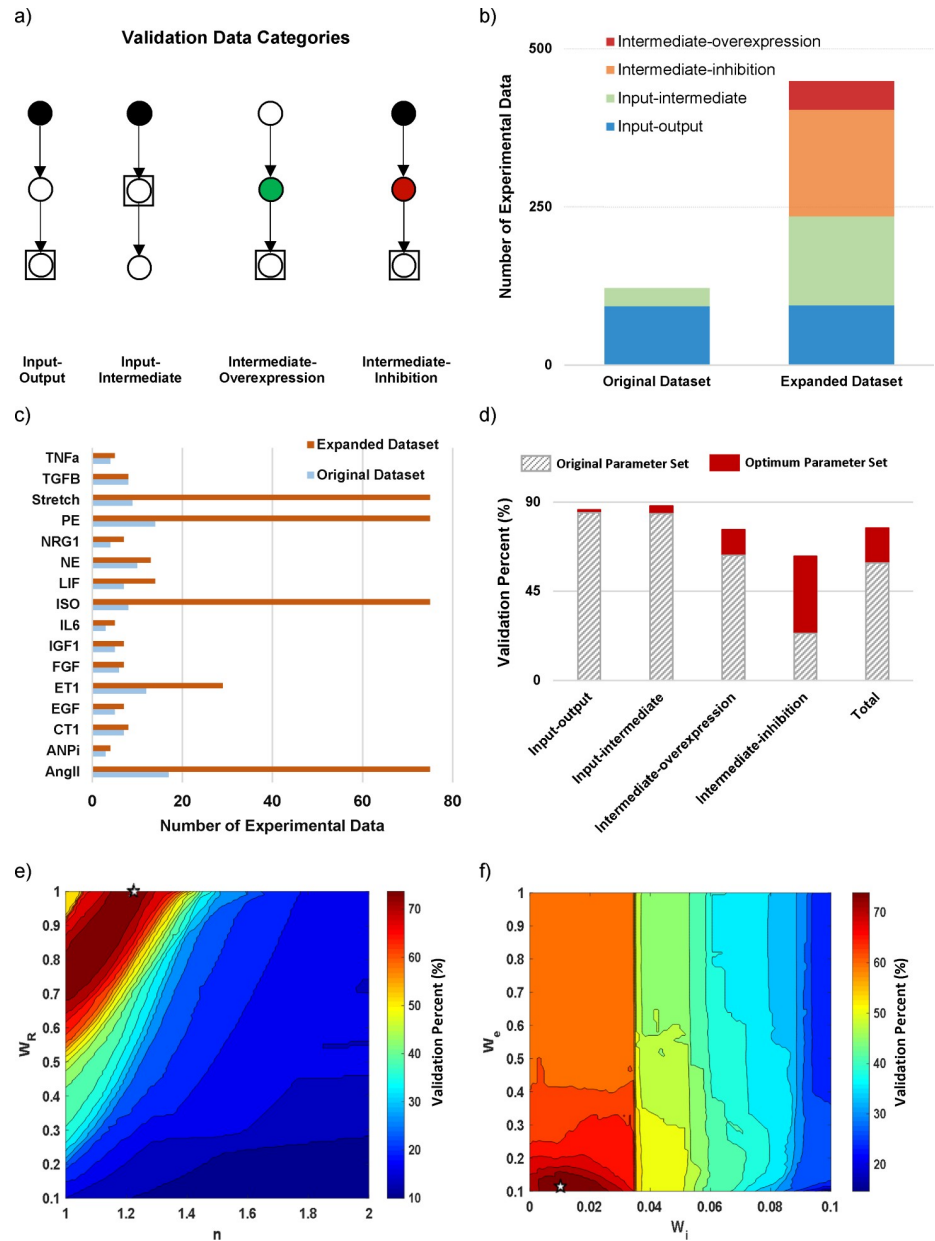 a)
Validation Data Categories
Input-
Output
Input-
Intermediate
Intermediate-
Overexpression
Intermediate-
Inhibition
b)
Number of Experimental Data
500
250
0
Intermediate-overexpression
Intermediate-inhibition
Input-intermediate
Input-output
Original Dataset
Expanded Dataset
c)
TNFa
TGFB
Stretch
PE
NRG1
NE
LIF
ISO
IL6
IGF1
FGF
ET1
EGF
CT1
ANPi
AngII
Expanded Dataset
Original Dataset
0 20 40 60 80
Number of Experimental Data
d)
Original Parameter Set
Optimum Parameter Set
Validation Percent (%)
90
45
0
Input-output
Input-intermediate
Intermediate-overexpression
Intermediate-inhibition
Total
e)
W_R
1
0.9
0.8
0.7
0.6
0.5
0.4
0.3
0.2
0.1
1 1.2 1.4 1.6 1.8 2
n
70
60
50
40
30
20
10
Validation Percent (%)
f)
W_e
1
0.9
0.8
0.7
0.6
0.5
0.4
0.3
0.2
0.1
0 0.02 0.04 0.06 0.08 0.1
W_i
70
60
50
40
30
20
Validation Percent (%)